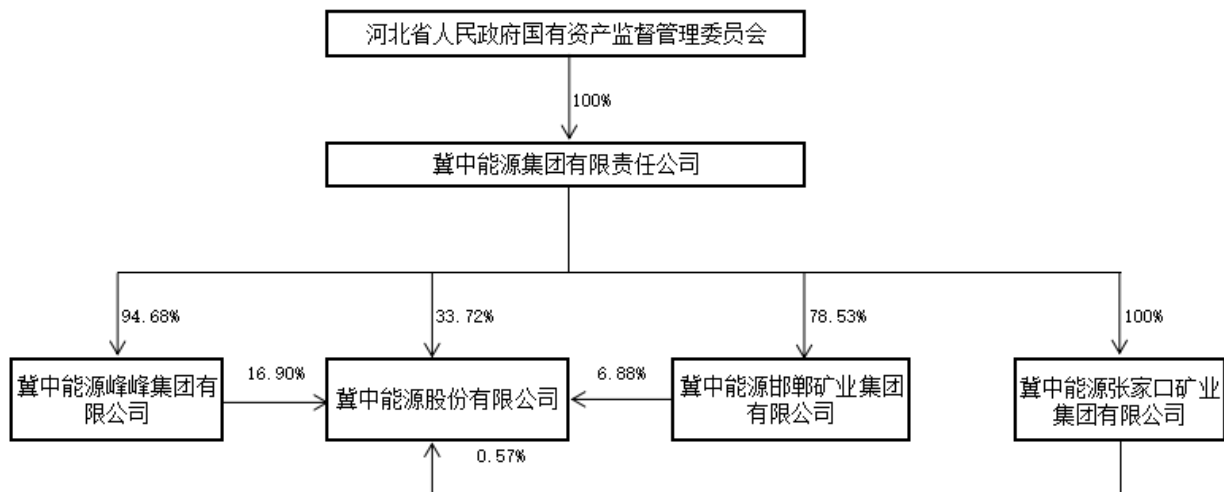 河北省人民政府国有资产监督管理委员会
100%
冀中能源集团有限责任公司
94.68%
33.72%
78.53%
100%
冀中能源峰峰集团有
限公司
16.90%
冀中能源股份有限公司
6.88%
冀中能源邯郸矿业集团
有限公司
冀中能源张家口矿业
集团有限公司
0.57%